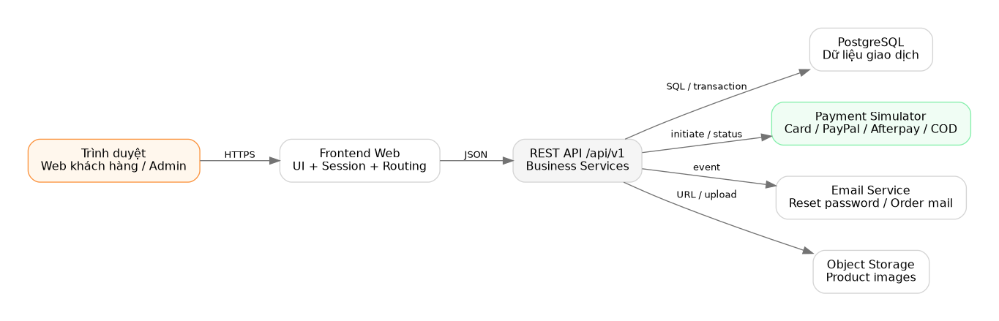 Trình duyệt
Web khách hàng / Admin
HTTPS
Frontend Web
UI + Session + Routing
JSON
REST API /api/v1
Business Services
SQL / transaction
PostgreSQL
Dữ liệu giao dịch
initiate / status
Payment Simulator
Card / PayPal / Afterpay / COD
event
Email Service
Reset password / Order mail
URL / upload
Object Storage
Product images